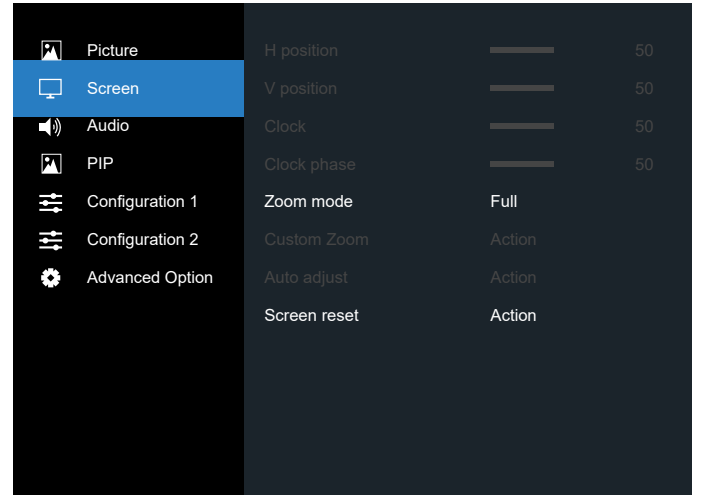 Picture H position 50
Screen V position 50
Audio Clock 50
PIP Clock phase 50
Configuration 1 Zoom mode Full
Configuration 2 Custom Zoom Action
Advanced Option Auto adjust Action
Screen reset Action